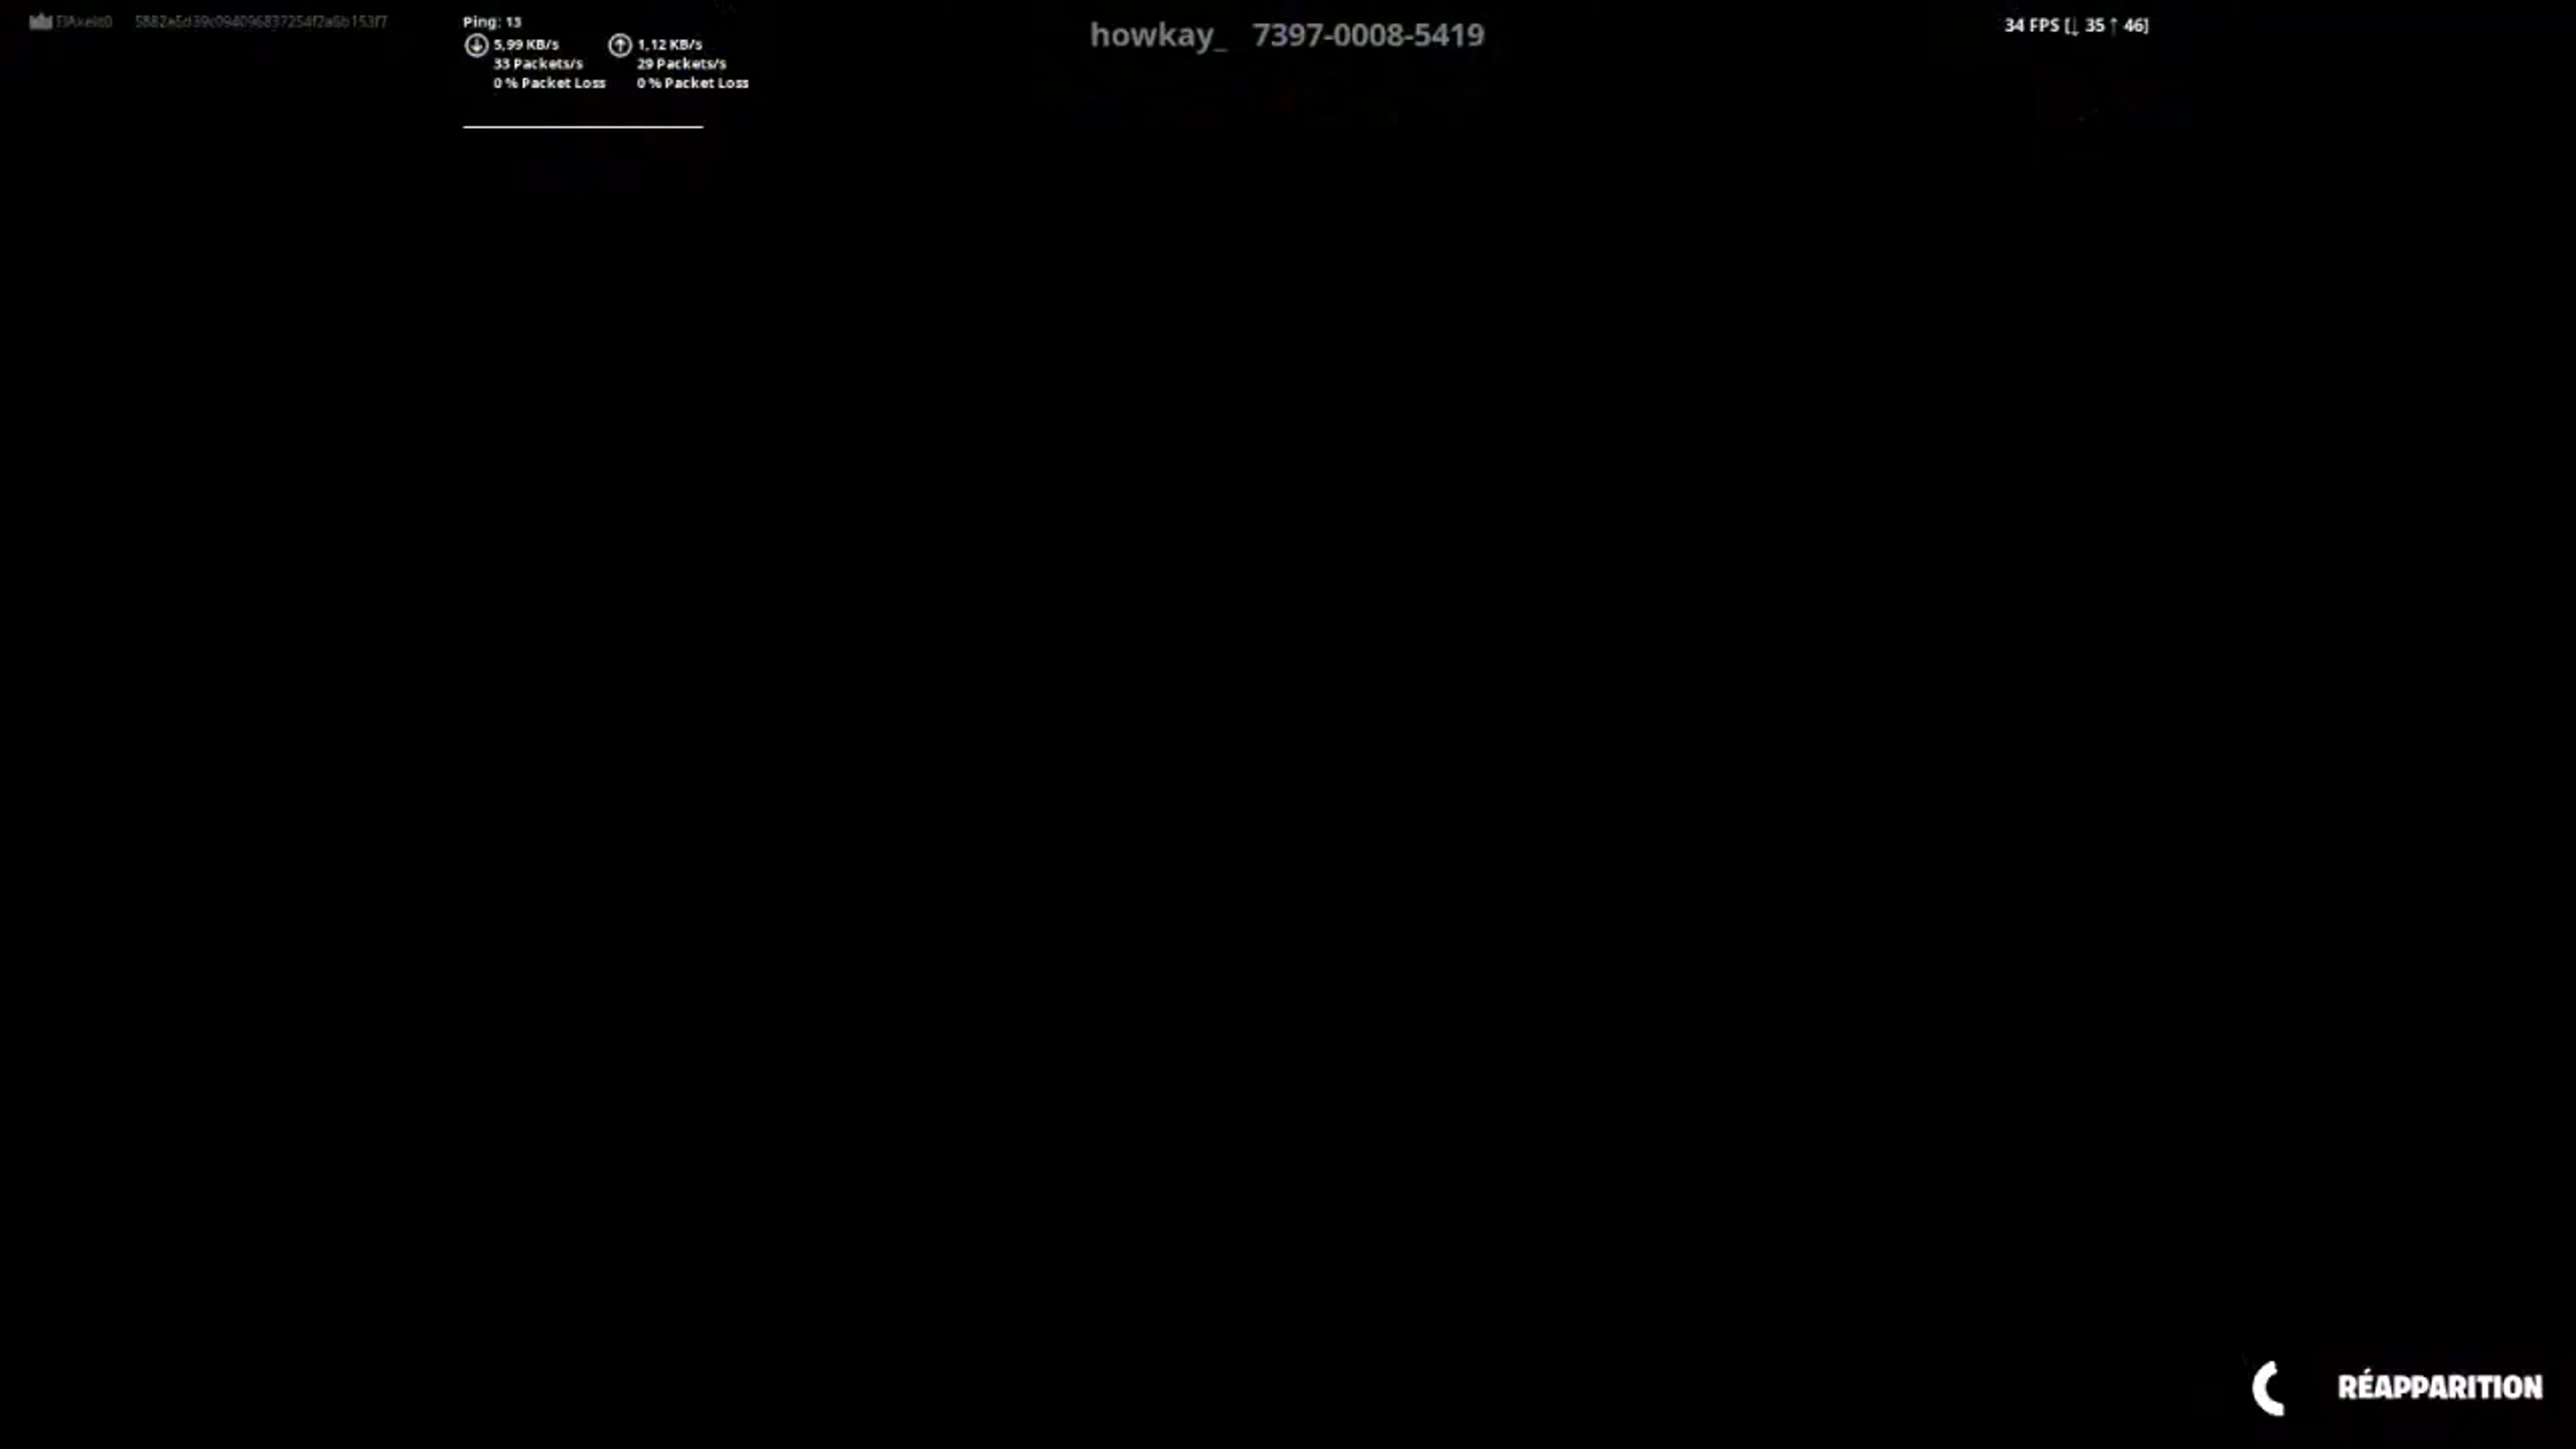 Ping: 13
5,99 KB/s 1,12 KB/s
33 Packets/s 29 Packets/s
0 % Packet Loss 0 % Packet Loss
howkay_ 7397-0008-5419
34 FPS [↓ 35 ↑ 46]
RÉAPPARITION